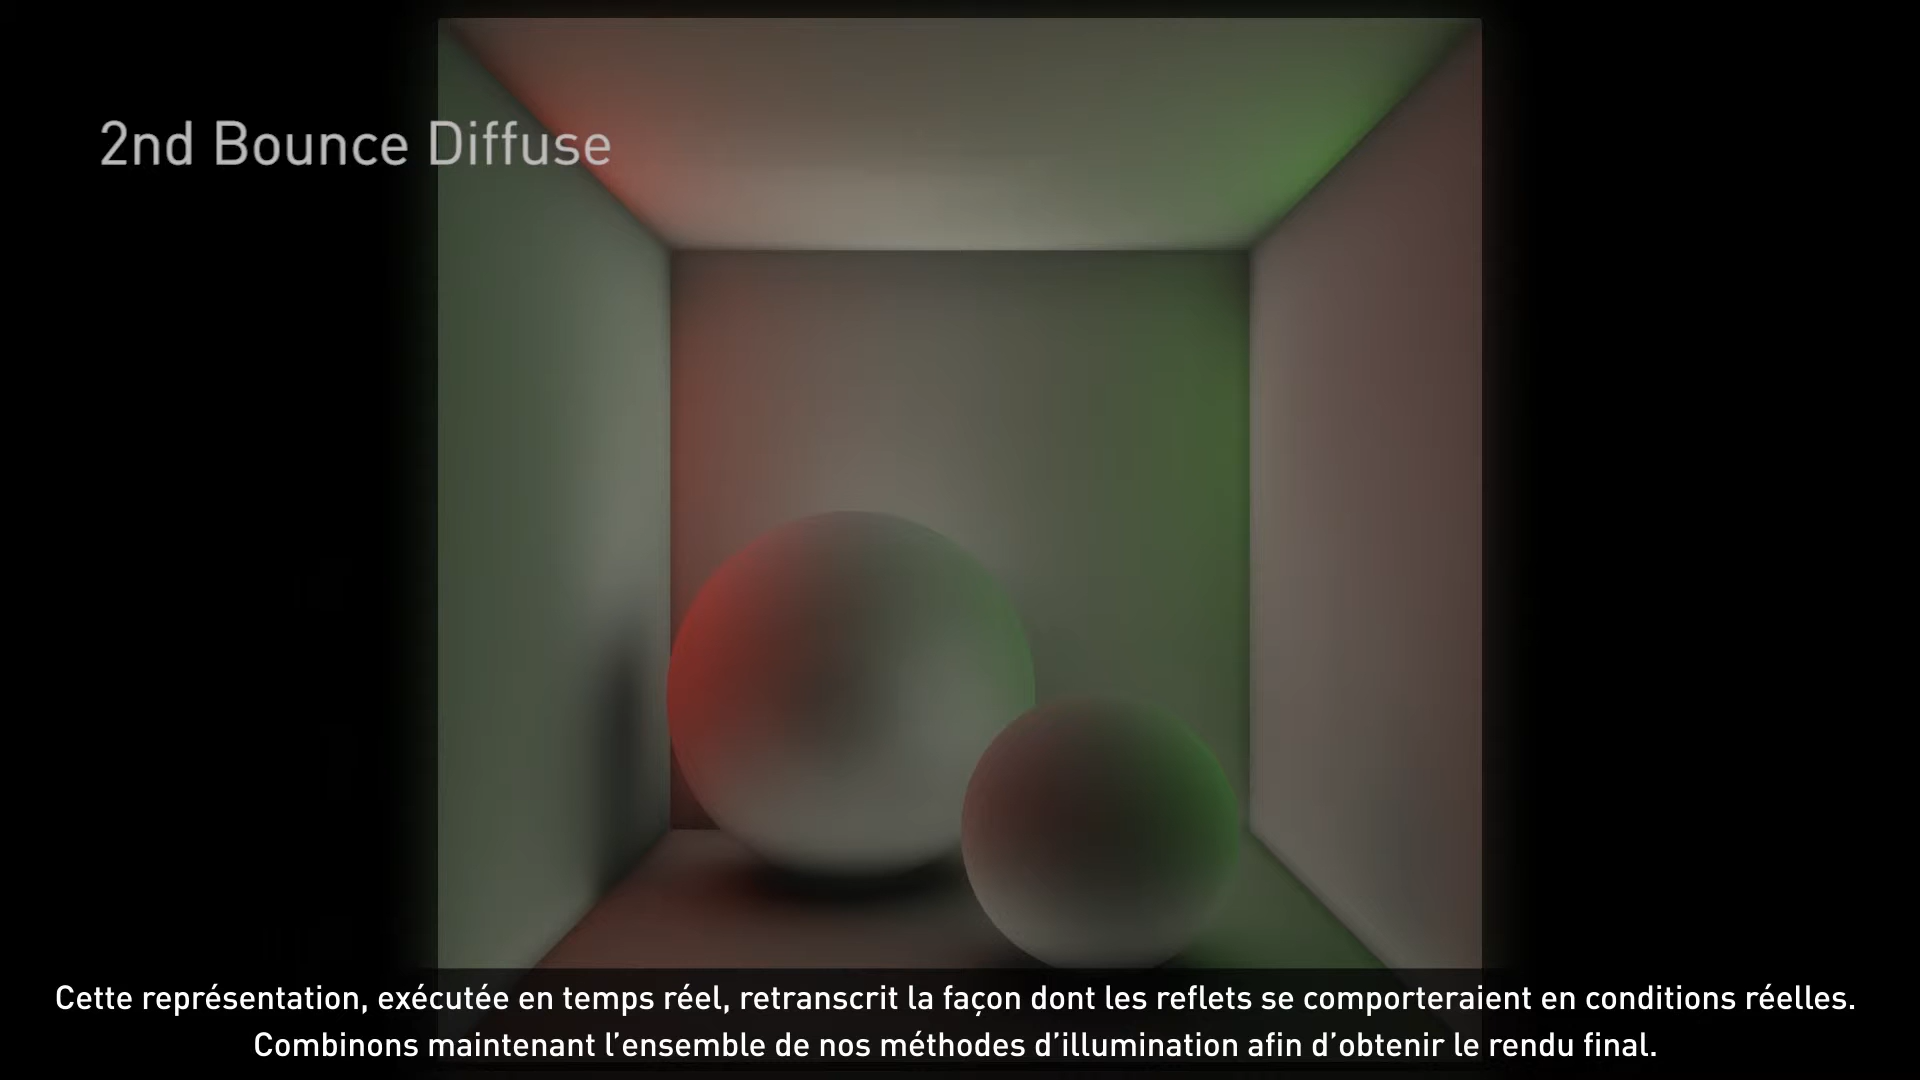 2nd Bounce Diffuse
Cette représentation, exécutée en temps réel, retranscrit la façon dont les reflets se comporteraient en conditions réelles.
Combinons maintenant l’ensemble de nos méthodes d’illumination afin d’obtenir le rendu final.